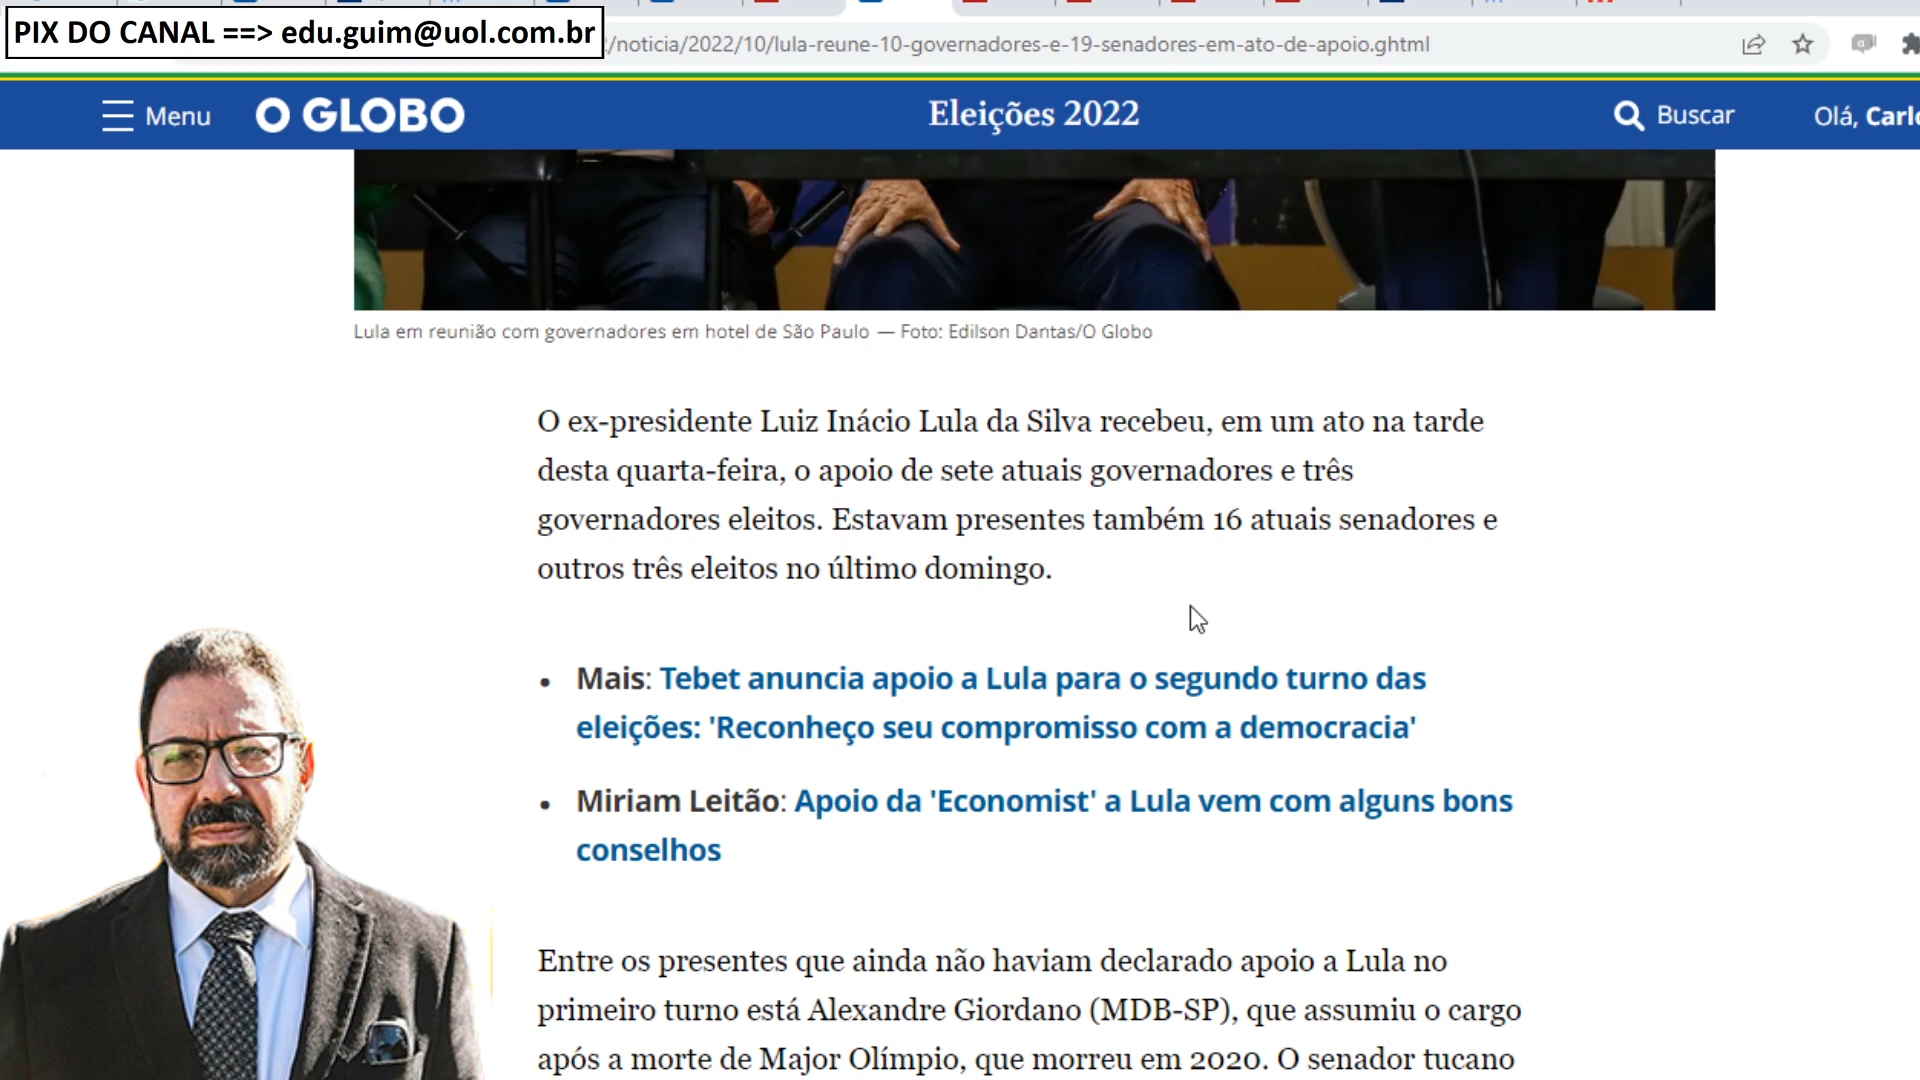 PIX DO CANAL ==> edu.guim@uol.com.br
/noticia/2022/10/lula-reune-10-governadores-e-19-senadores-em-ato-de-apoio.ghtml
Menu
O GLOBO
Eleições 2022
Buscar
Olá, Carlo
Lula em reunião com governadores em hotel de São Paulo — Foto: Edilson Dantas/O Globo
O ex-presidente Luiz Inácio Lula da Silva recebeu, em um ato na tarde
desta quarta-feira, o apoio de sete atuais governadores e três
governadores eleitos. Estavam presentes também 16 atuais senadores e
outros três eleitos no último domingo.
• Mais: Tebet anuncia apoio a Lula para o segundo turno das
eleições: 'Reconheço seu compromisso com a democracia'
• Miriam Leitão: Apoio da 'Economist' a Lula vem com alguns bons
conselhos
Entre os presentes que ainda não haviam declarado apoio a Lula no
primeiro turno está Alexandre Giordano (MDB-SP), que assumiu o cargo
após a morte de Major Olímpio, que morreu em 2020. O senador tucano